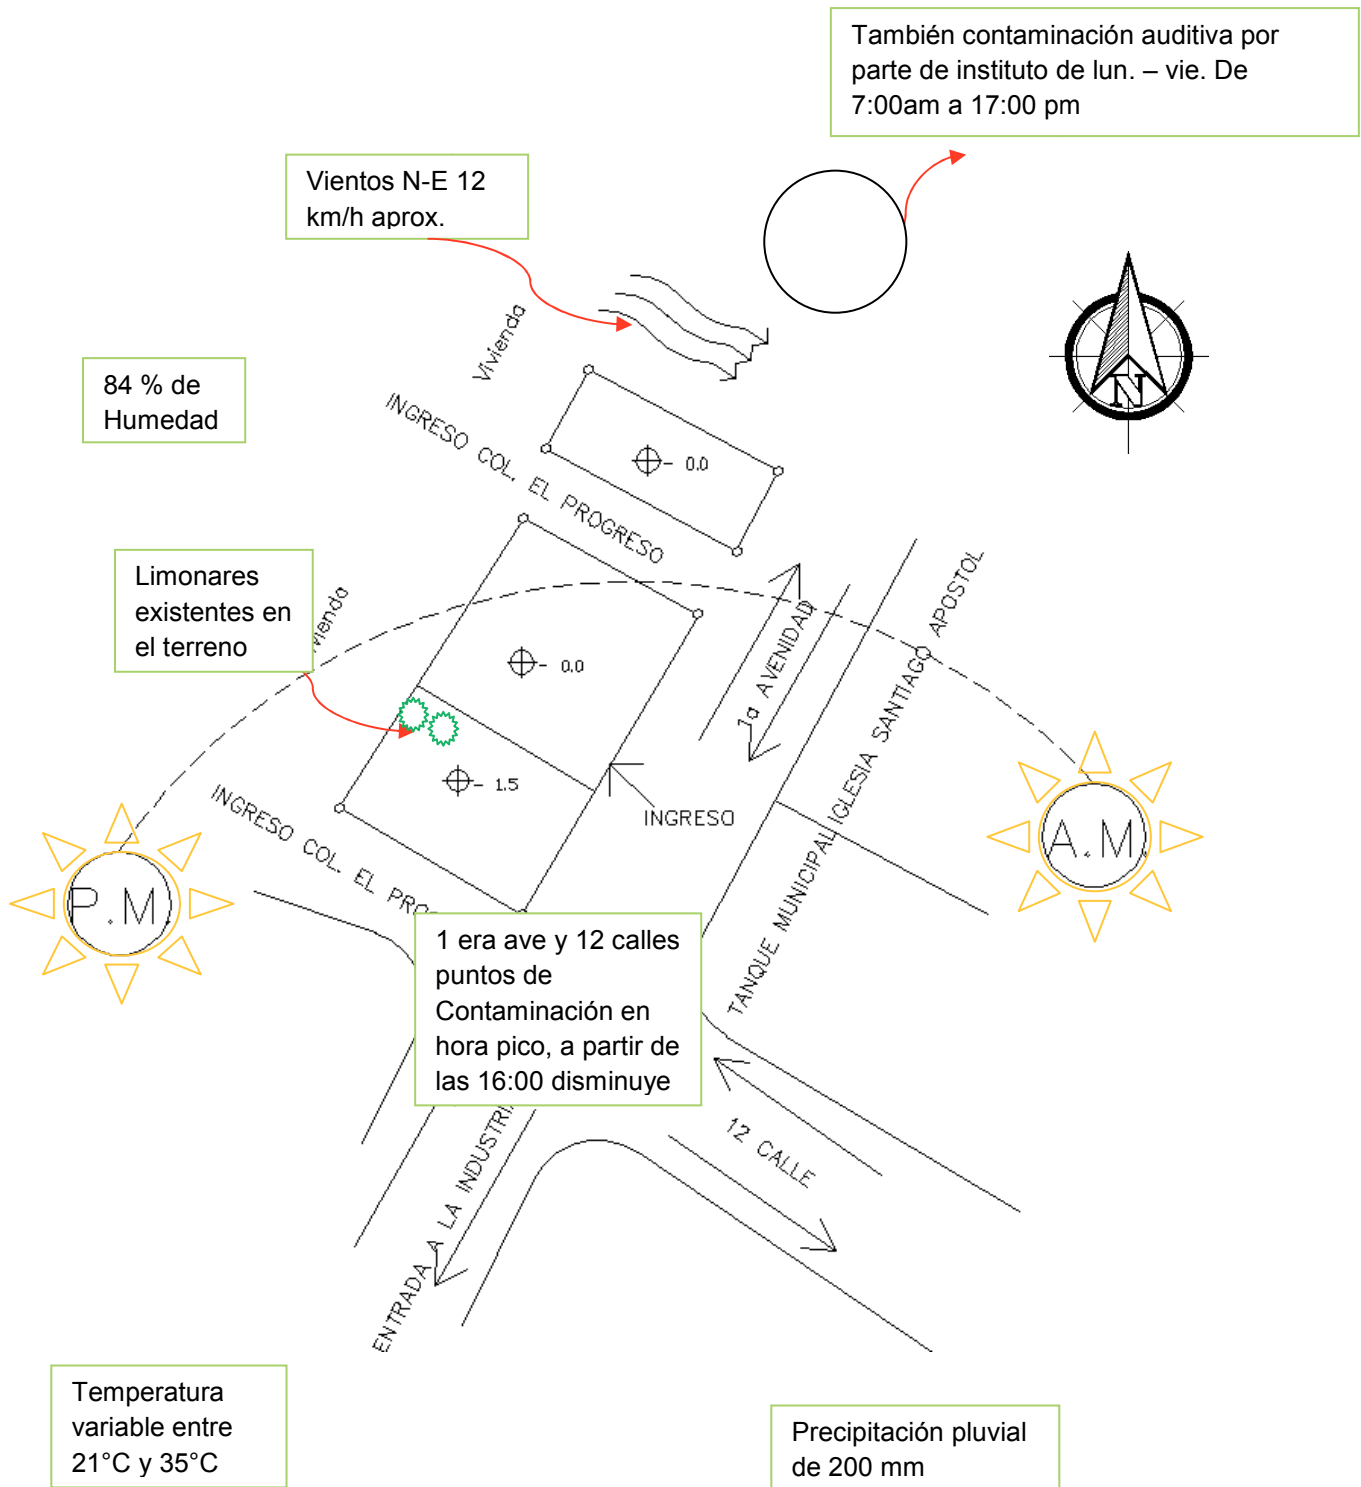 También contaminación auditiva por
parte de instituto de lun. – vie. De
7:00am a 17:00 pm
Vientos N-E 12
km/h aprox.
Vivienda
N
84 % de
Humedad
INGRESO COL. EL PROGRESO
- 0.0
Limonares
existentes en
el terreno
vienda
- 0.0
1a AVENIDAD
TANQUE MUNICIPAL IGLESIA SANTIAGO APOSTOL
- 1.5
INGRESO
INGRESO COL. EL PRO
P.M.
A.M.
1 era ave y 12 calles
puntos de
Contaminación en
hora pico, a partir de
las 16:00 disminuye
12 CALLE
ENTRADA A LA INDUSTRI
Temperatura
variable entre
21°C y 35°C
Precipitación pluvial
de 200 mm